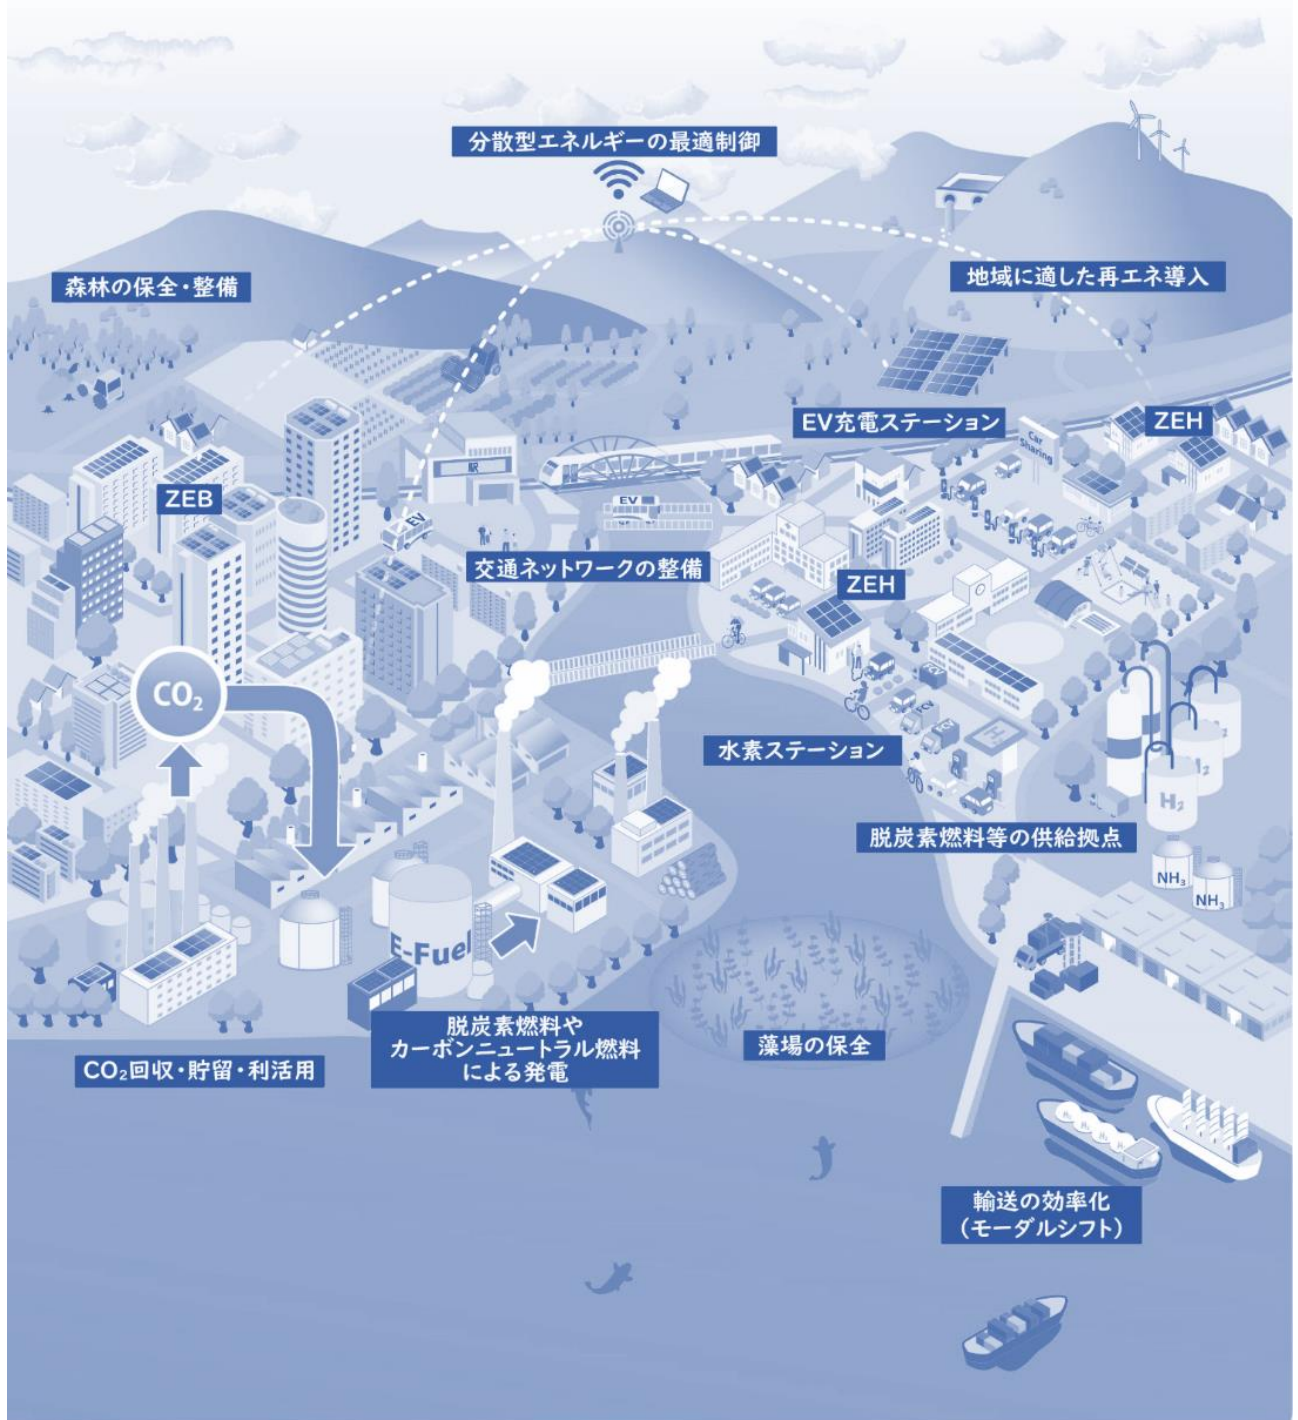 分散型エネルギーの最適制御
森林の保全・整備
地域に適した再エネ導入
EV充電ステーション
ZEH
Car
Sharing
駅
ZEB
EV
EV
交通ネットワークの整備
ZEH
CO₂
FCV
水素ステーション
H
H₂
H₂
脱炭素燃料等の供給拠点
NH₃
NH₃
E-Fuel
脱炭素燃料や
カーボンニュートラル燃料
による発電
藻場の保全
CO₂回収・貯留・利活用
輸送の効率化
(モーダルシフト)